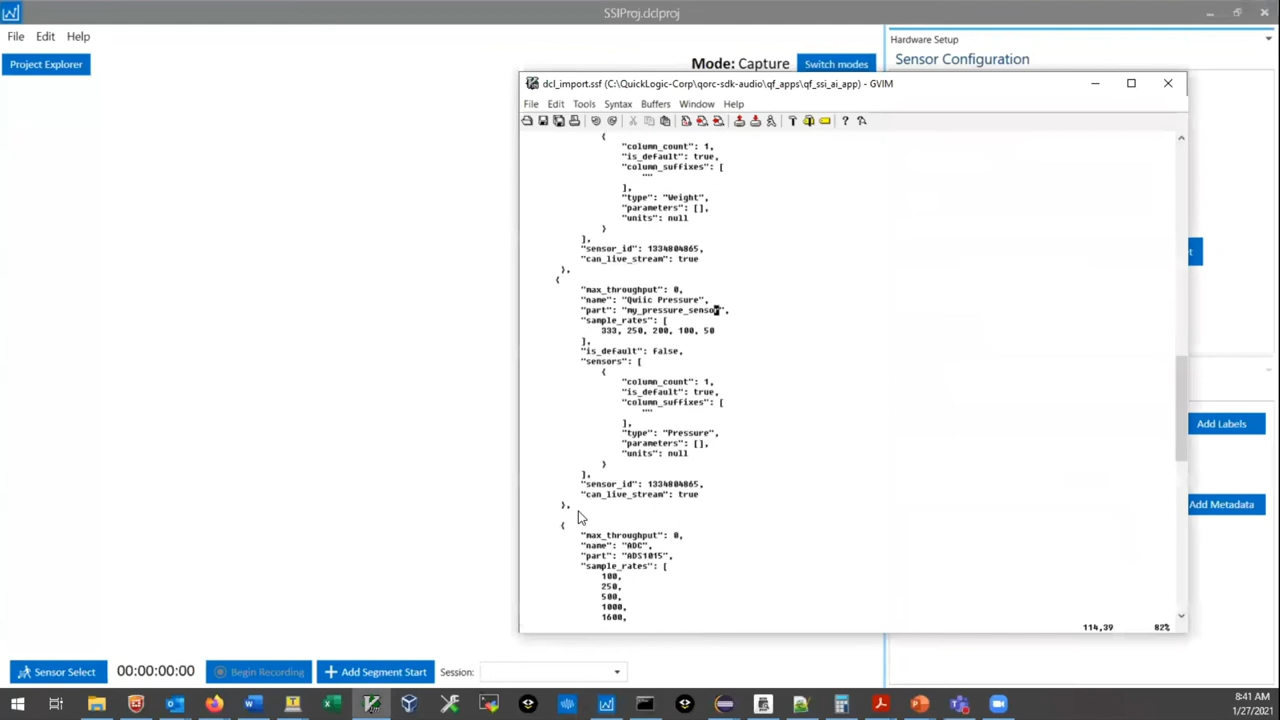 SSIProj.dclproj
File Edit Help
Project Explorer
Mode: Capture
Switch modes
Hardware Setup
Sensor Configuration
dcl_import.ssf (C:\QuickLogic-Corp\qorc-sdk-audio\qf_apps\qf_ssi_ai_app) - GVIM
File Edit Tools Syntax Buffers Window Help
{
"column_count": 1,
"is_default": true,
"column_suffixes": [
""
],
"type": "Weight",
"parameters": [],
"units": null
}
],
"sensor_id": 1334804865,
"can_live_stream": true
},
{
"max_throughput": 0,
"name": "Qwiic Pressure",
"part": "my_pressure_sensor",
"sample_rates": [
333, 250, 200, 100, 50
],
"is_default": false,
"sensors": [
{
"column_count": 1,
"is_default": true,
"column_suffixes": [
""
],
"type": "Pressure",
"parameters": [],
"units": null
}
],
"sensor_id": 1334804865,
"can_live_stream": true
},
{
"max_throughput": 0,
"name": "ADC",
"part": "ADS1015",
"sample_rates": [
100,
250,
500,
1000,
1600,
114,39 82%
Add Labels
Add Metadata
Sensor Select
00:00:00:00
Begin Recording
Add Segment Start
Session:
8:41 AM
1/27/2021